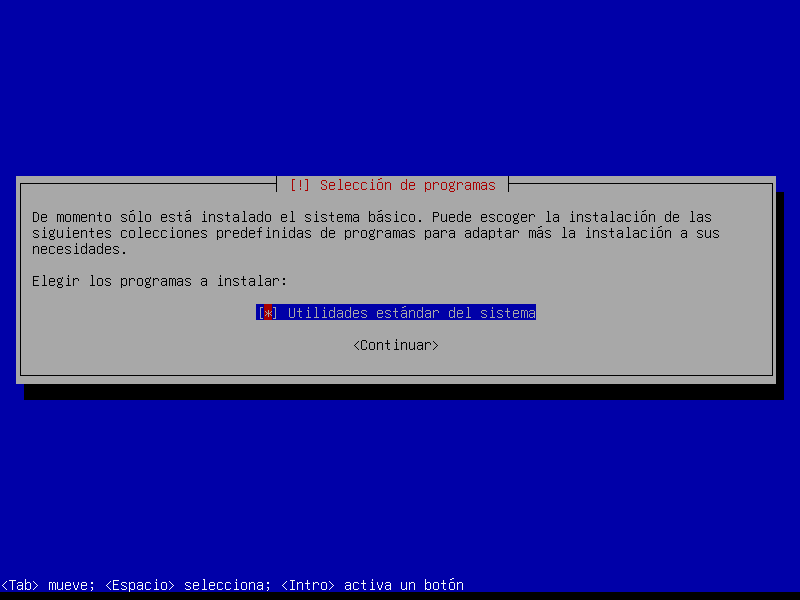 [!] Selección de programas
De momento sólo está instalado el sistema básico. Puede escoger la instalación de las
siguientes colecciones predefinidas de programas para adaptar más la instalación a sus
necesidades.
Elegir los programas a instalar:
[*] Utilidades estándar del sistema
<Continuar>
<Tab> mueve; <Espacio> selecciona; <Intro> activa un botón